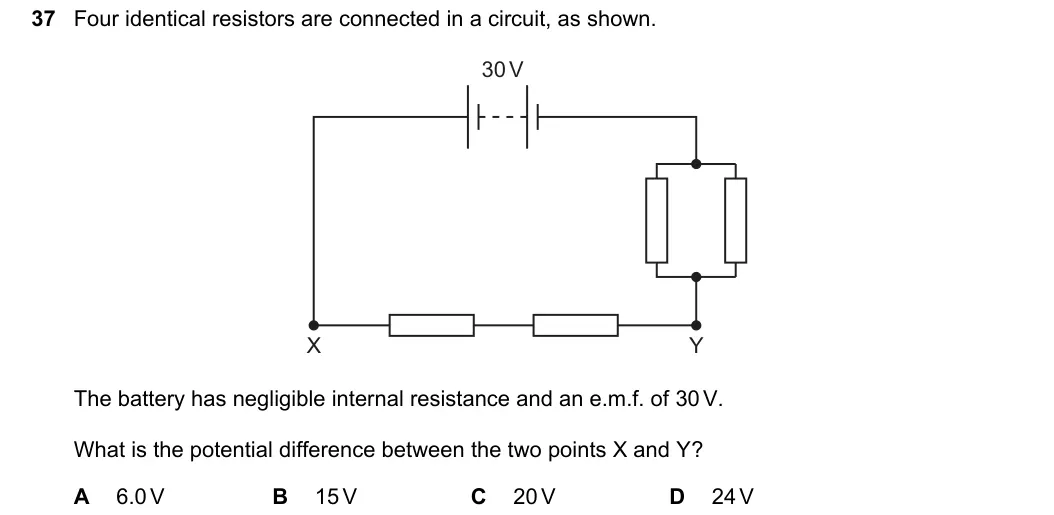 37 Four identical resistors are connected in a circuit, as shown.
30 V
X
Y
The battery has negligible internal resistance and an e.m.f. of 30 V.
What is the potential difference between the two points X and Y?
A 6.0 V B 15 V C 20 V D 24 V